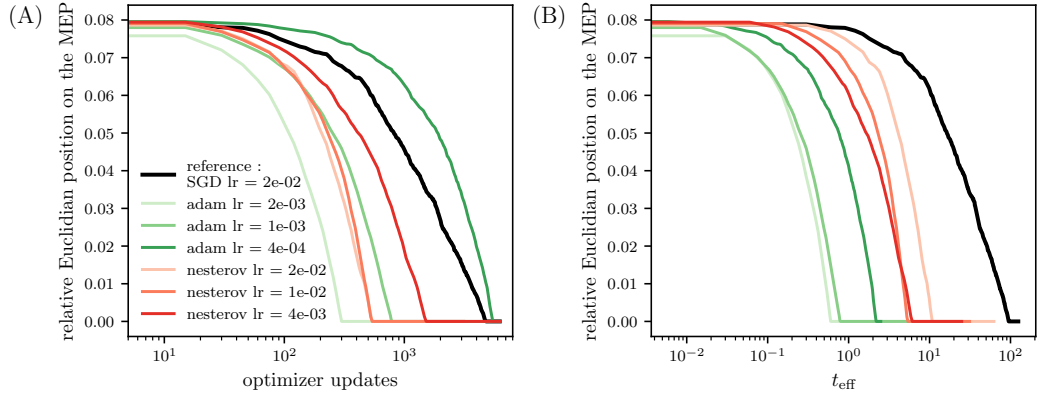 (A)
relative Euclidian position on the MEP
0.08
0.07
0.06
0.05
0.04
0.03
0.02
0.01
0.00
reference :
SGD lr = 2e-02
adam lr = 2e-03
adam lr = 1e-03
adam lr = 4e-04
nesterov lr = 2e-02
nesterov lr = 1e-02
nesterov lr = 4e-03
10¹ 10² 10³
optimizer updates
(B)
relative Euclidian position on the MEP
0.08
0.07
0.06
0.05
0.04
0.03
0.02
0.01
0.00
10⁻² 10⁻¹ 10⁰ 10¹ 10²
t_eff